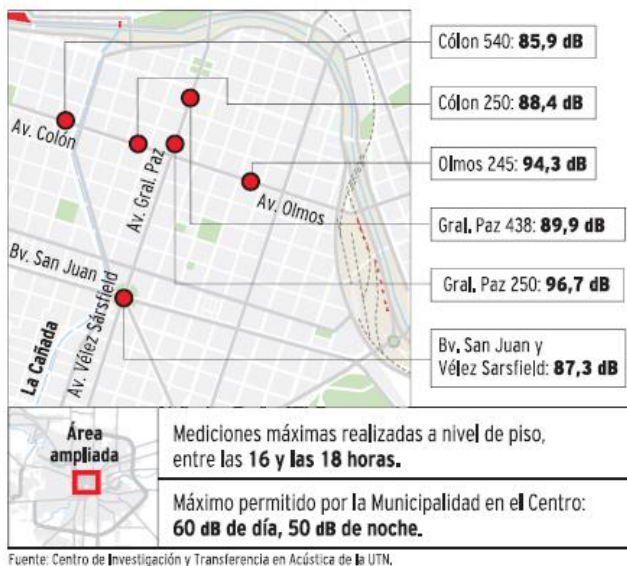 Cólon 540: 85,9 dB
Cólon 250: 88,4 dB
Olmos 245: 94,3 dB
Gral. Paz 438: 89,9 dB
Gral. Paz 250: 96,7 dB
Bv. San Juan y
Vélez Sarsfield: 87,3 dB
Av. Colón
Av. Gral. Paz
Av. Olmos
Bv. San Juan
Av. Vélez Sársfield
La Cañada
Área
ampliada
Mediciones máximas realizadas a nivel de piso,
entre las 16 y las 18 horas.
Máximo permitido por la Municipalidad en el Centro:
60 dB de día, 50 dB de noche.
Fuente: Centro de Investigación y Transferencia en Acústica de la UTN.